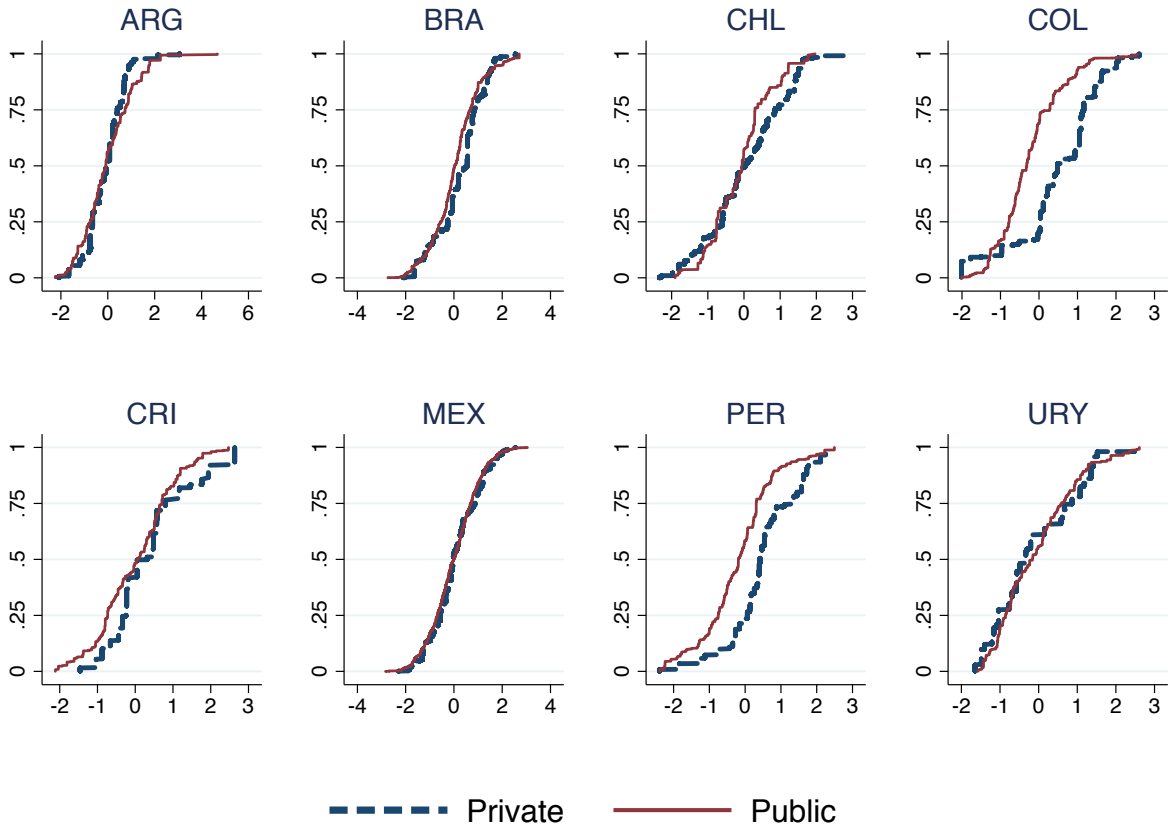 ARG BRA CHL COL
1 1 1 1
.75 .75 .75 .75
.5 .5 .5 .5
.25 .25 .25 .25
0 0 0 0
-2 0 2 4 6 -4 -2 0 2 4 -2 -1 0 1 2 3 -2 -1 0 1 2 3
CRI MEX PER URY
1 1 1 1
.75 .75 .75 .75
.5 .5 .5 .5
.25 .25 .25 .25
0 0 0 0
-2 -1 0 1 2 3 -4 -2 0 2 4 -2 -1 0 1 2 3 -2 -1 0 1 2 3
Private Public